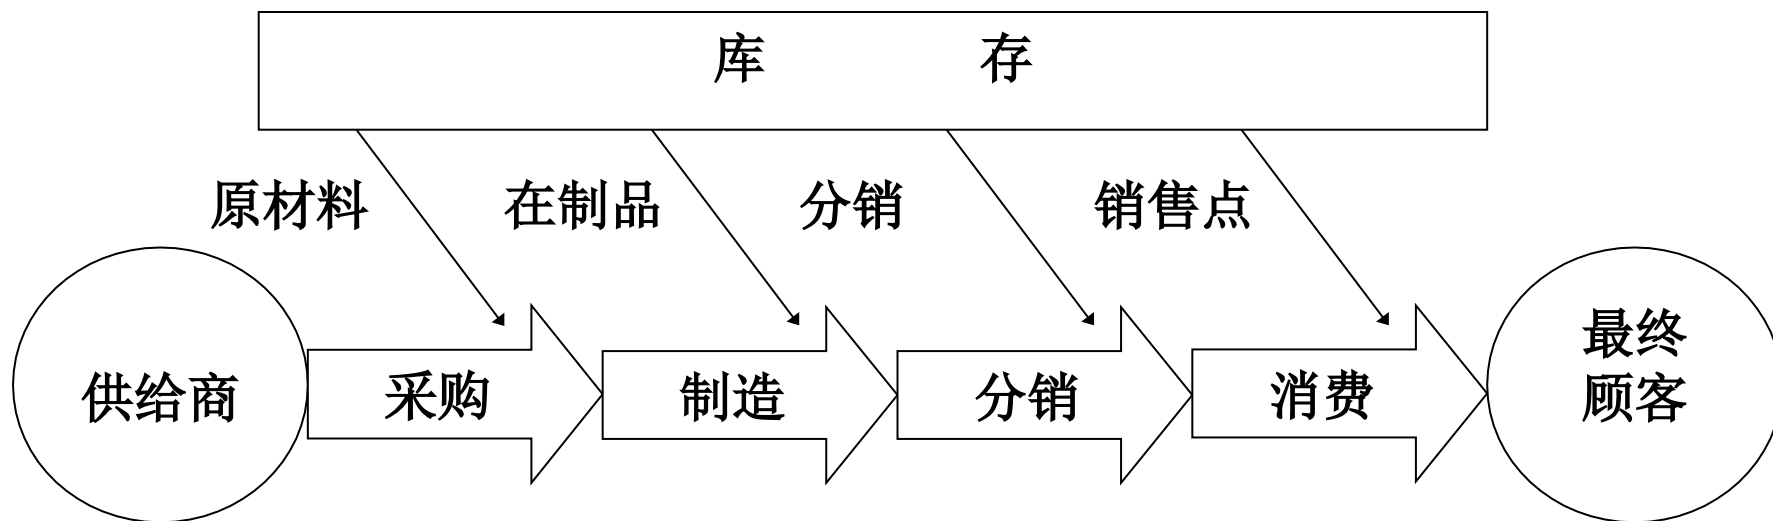 库 存
原材料 在制品 分销 销售点
供给商 采购 制造 分销 消费 最终
顾客